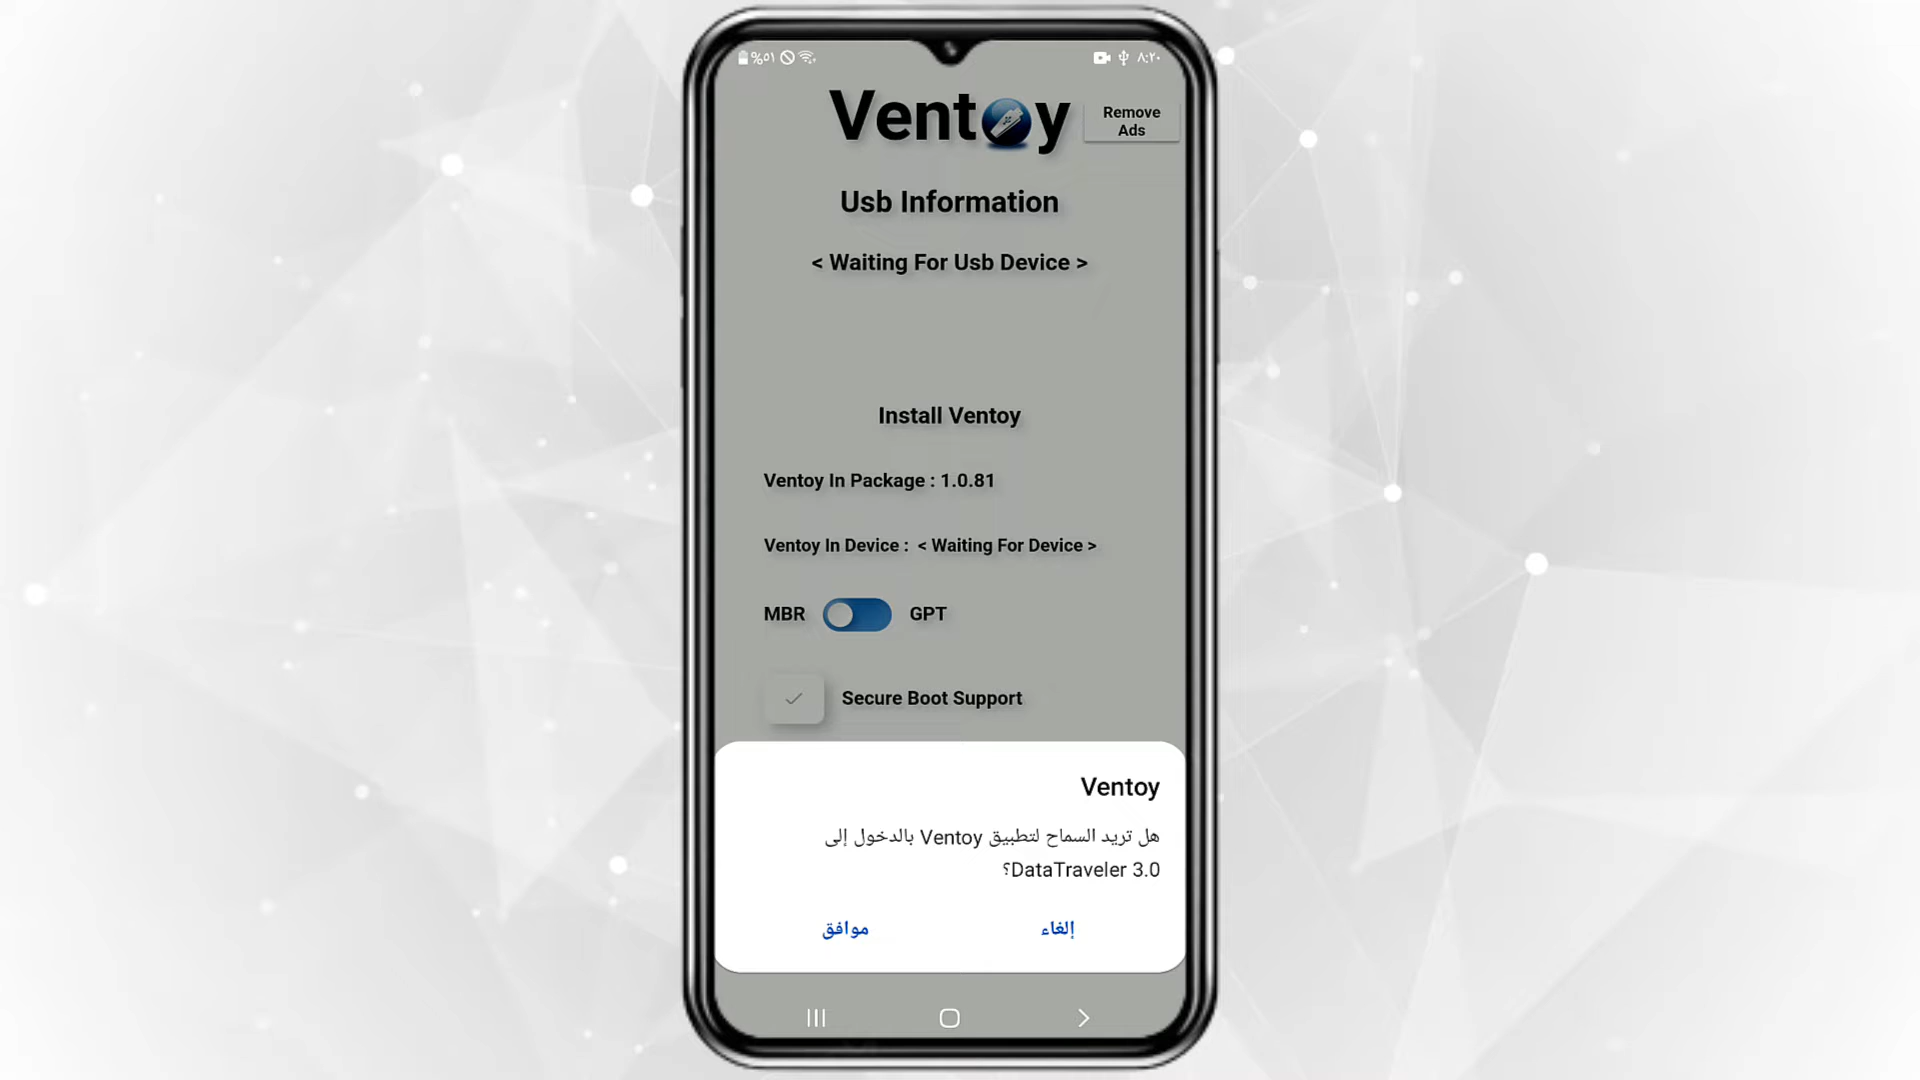 %٥١
٨:٢٠
Ventoy
Remove
Ads
Usb Information
< Waiting For Usb Device >
Install Ventoy
Ventoy In Package : 1.0.81
Ventoy In Device : < Waiting For Device >
MBR GPT
Secure Boot Support
Ventoy
هل تريد السماح لتطبيق Ventoy بالدخول إلى
DataTraveler 3.0؟
إلغاء
موافق